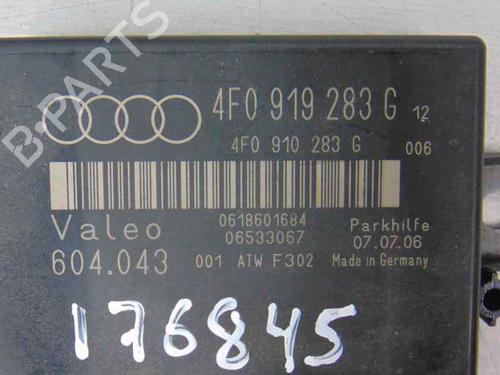 B-PARTS
4F0 919 283 G 12
4F0 910 283 G 006
Valeo 0618601684 Parkhilfe
06533067 07.07.06
604.043 001 ATW F302 Made in Germany
176845